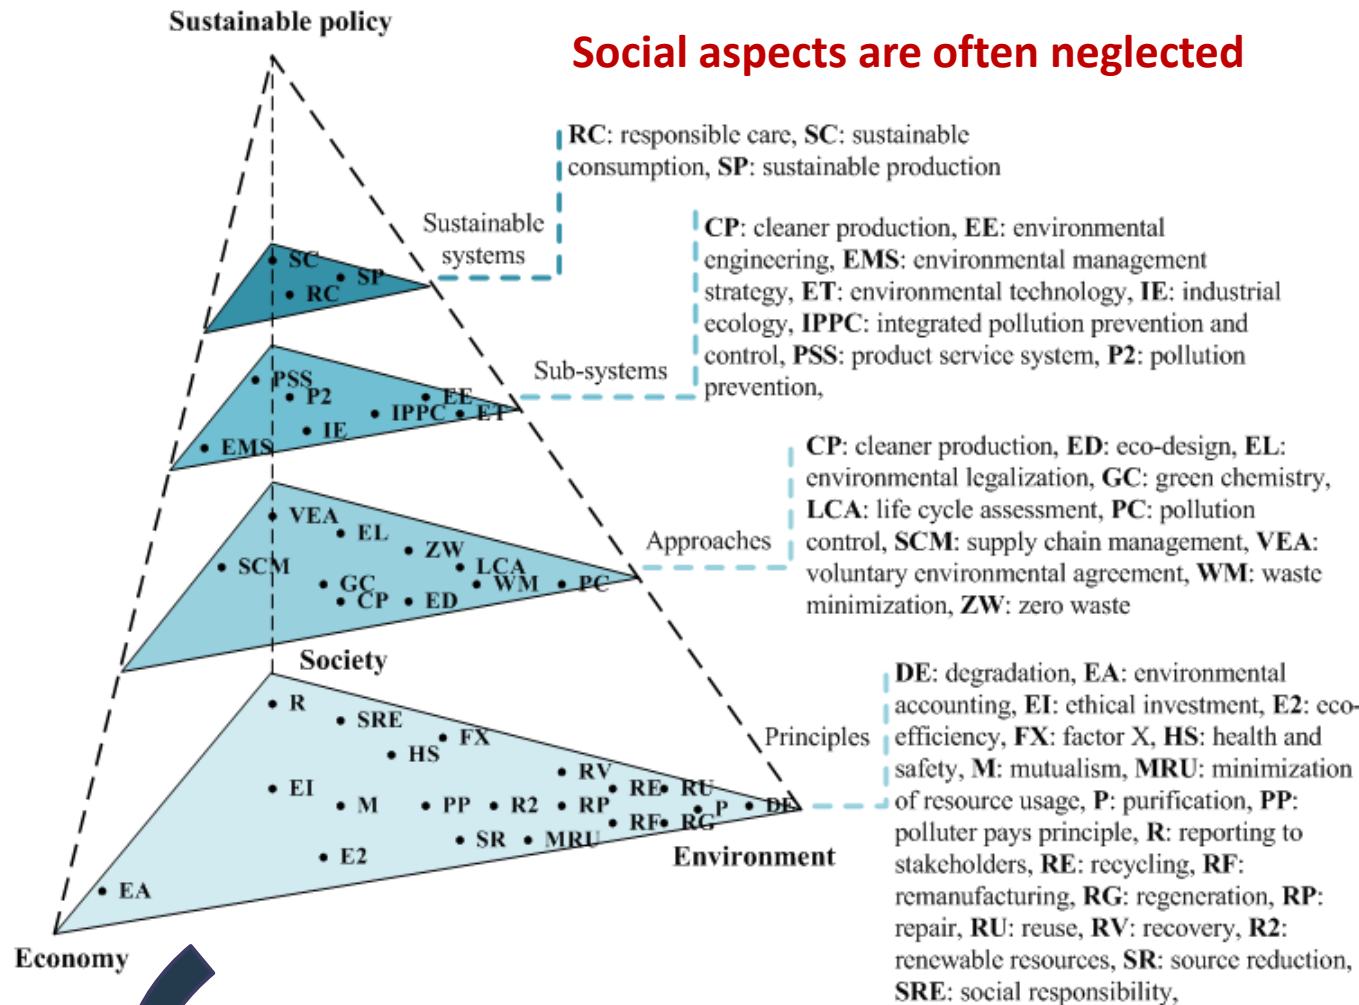 Sustainable policy
Social aspects are often neglected
RC: responsible care, SC: sustainable
consumption, SP: sustainable production
Sustainable
systems
SC
SP
RC
CP: cleaner production, EE: environmental
engineering, EMS: environmental management
strategy, ET: environmental technology, IE: industrial
ecology, IPPC: integrated pollution prevention and
control, PSS: product service system, P2: pollution
prevention,
Sub-systems
PSS
P2
EE
IPPC
ET
IE
EMS
CP: cleaner production, ED: eco-design, EL:
environmental legalization, GC: green chemistry,
LCA: life cycle assessment, PC: pollution
control, SCM: supply chain management, VEA:
voluntary environmental agreement, WM: waste
minimization, ZW: zero waste
Approaches
VEA
EL
ZW
SCM
LCA
GC
WM
PC
CP
ED
Society
DE: degradation, EA: environmental
accounting, EI: ethical investment, E2: eco-
efficiency, FX: factor X, HS: health and
safety, M: mutualism, MRU: minimization
of resource usage, P: purification, PP:
polluter pays principle, R: reporting to
stakeholders, RE: recycling, RF:
remanufacturing, RG: regeneration, RP:
repair, RU: reuse, RV: recovery, R2:
renewable resources, SR: source reduction,
SRE: social responsibility,
Principles
R
SRE
FX
HS
RV
EI
RE
RU
M
PP
R2
RP
P
DE
RF
RG
SR
MRU
E2
Environment
EA
Economy